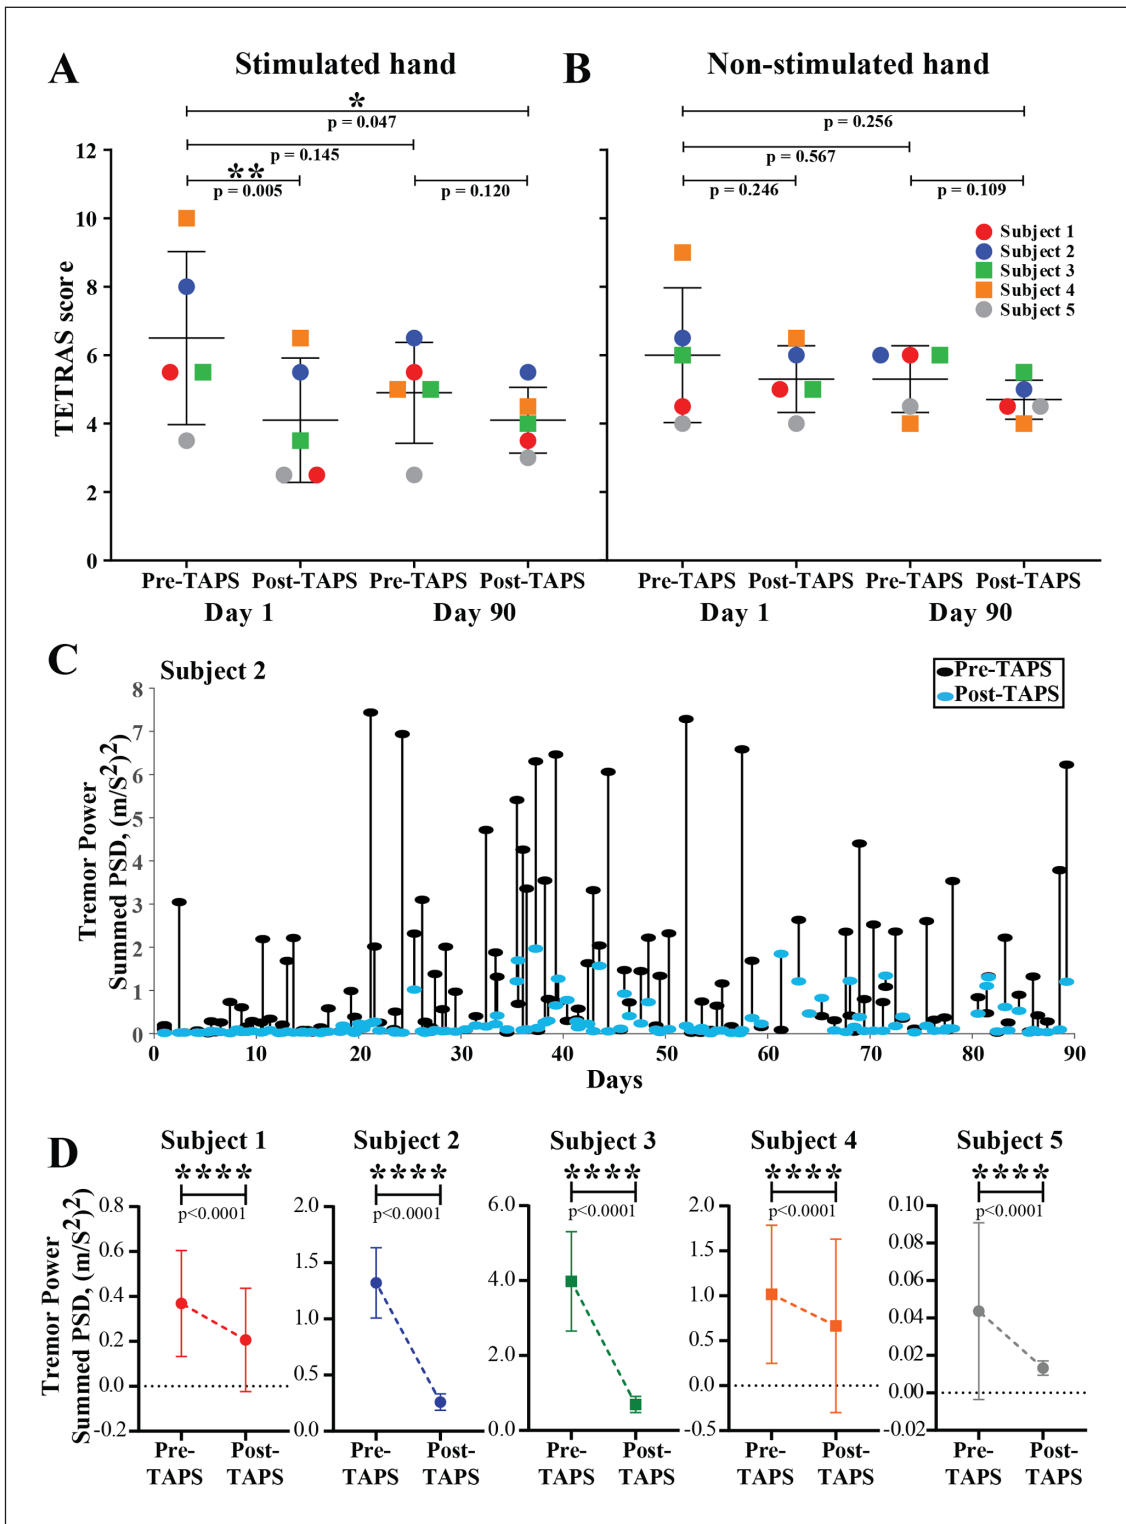 A Stimulated hand
*
p = 0.047
p = 0.145
**
p = 0.005
p = 0.120
TETRAS score
12
10
8
6
4
2
0
Pre-TAPS Post-TAPS Pre-TAPS Post-TAPS
Day 1 Day 90
B Non-stimulated hand
p = 0.256
p = 0.567
p = 0.246
p = 0.109
Subject 1
Subject 2
Subject 3
Subject 4
Subject 5
Pre-TAPS Post-TAPS Pre-TAPS Post-TAPS
Day 1 Day 90
C
Subject 2
Pre-TAPS
Post-TAPS
Tremor Power
Summed PSD, (m/S²)²
8
7
6
5
4
3
2
1
0
0 10 20 30 40 50 60 70 80 90
Days
D
Tremor Power
Summed PSD, (m/S²)²
Subject 1
****
p<0.0001
0.8
0.6
0.4
0.2
0.0
-0.2
Pre-TAPS
Post-TAPS
Subject 2
****
p<0.0001
2.0
1.5
1.0
0.5
0.0
Pre-TAPS
Post-TAPS
Subject 3
****
p<0.0001
6.0
4.0
2.0
0.0
Pre-TAPS
Post-TAPS
Subject 4
****
p<0.0001
2.0
1.5
1.0
0.5
0.0
-0.5
Pre-TAPS
Post-TAPS
Subject 5
****
p<0.0001
0.10
0.08
0.06
0.04
0.02
0.00
-0.02
Pre-TAPS
Post-TAPS